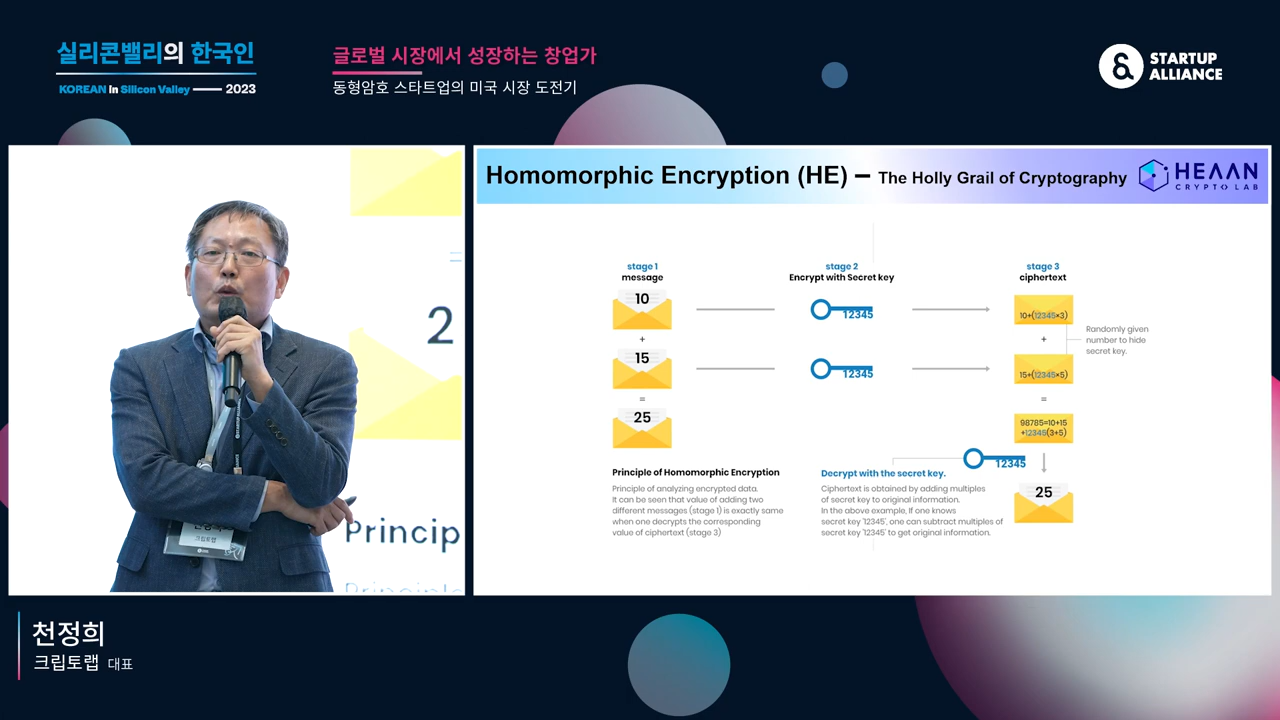 실리콘밸리의 한국인
KOREAN in Silicon Valley 2023
글로벌 시장에서 성장하는 창업가
동형암호 스타트업의 미국 시장 도전기
STARTUP
ALLIANCE
Homomorphic Encryption (HE) – The Holly Grail of Cryptography
HEAAN
CRYPTO LAB
stage 1
message
stage 2
Encrypt with Secret key
stage 3
ciphertext
10
12345
10+(12345×3)
+
+
Randomly given
number to hide
secret key.
15
12345
15+(12345×5)
=
=
25
98785=10+15
+12345(3+5)
12345
25
Principle of Homomorphic Encryption
Principle of analyzing encrypted data.
It can be seen that value of adding two
different messages (stage 1) is exactly same
when one decrypts the corresponding
value of ciphertext (stage 3)
Decrypt with the secret key.
Ciphertext is obtained by adding multiples
of secret key to original information.
In the above example, if one knows
secret key '12345', one can subtract multiples of
secret key '12345' to get original information.
=
2
Princip
천정희
크립토랩
천정희
크립토랩 대표